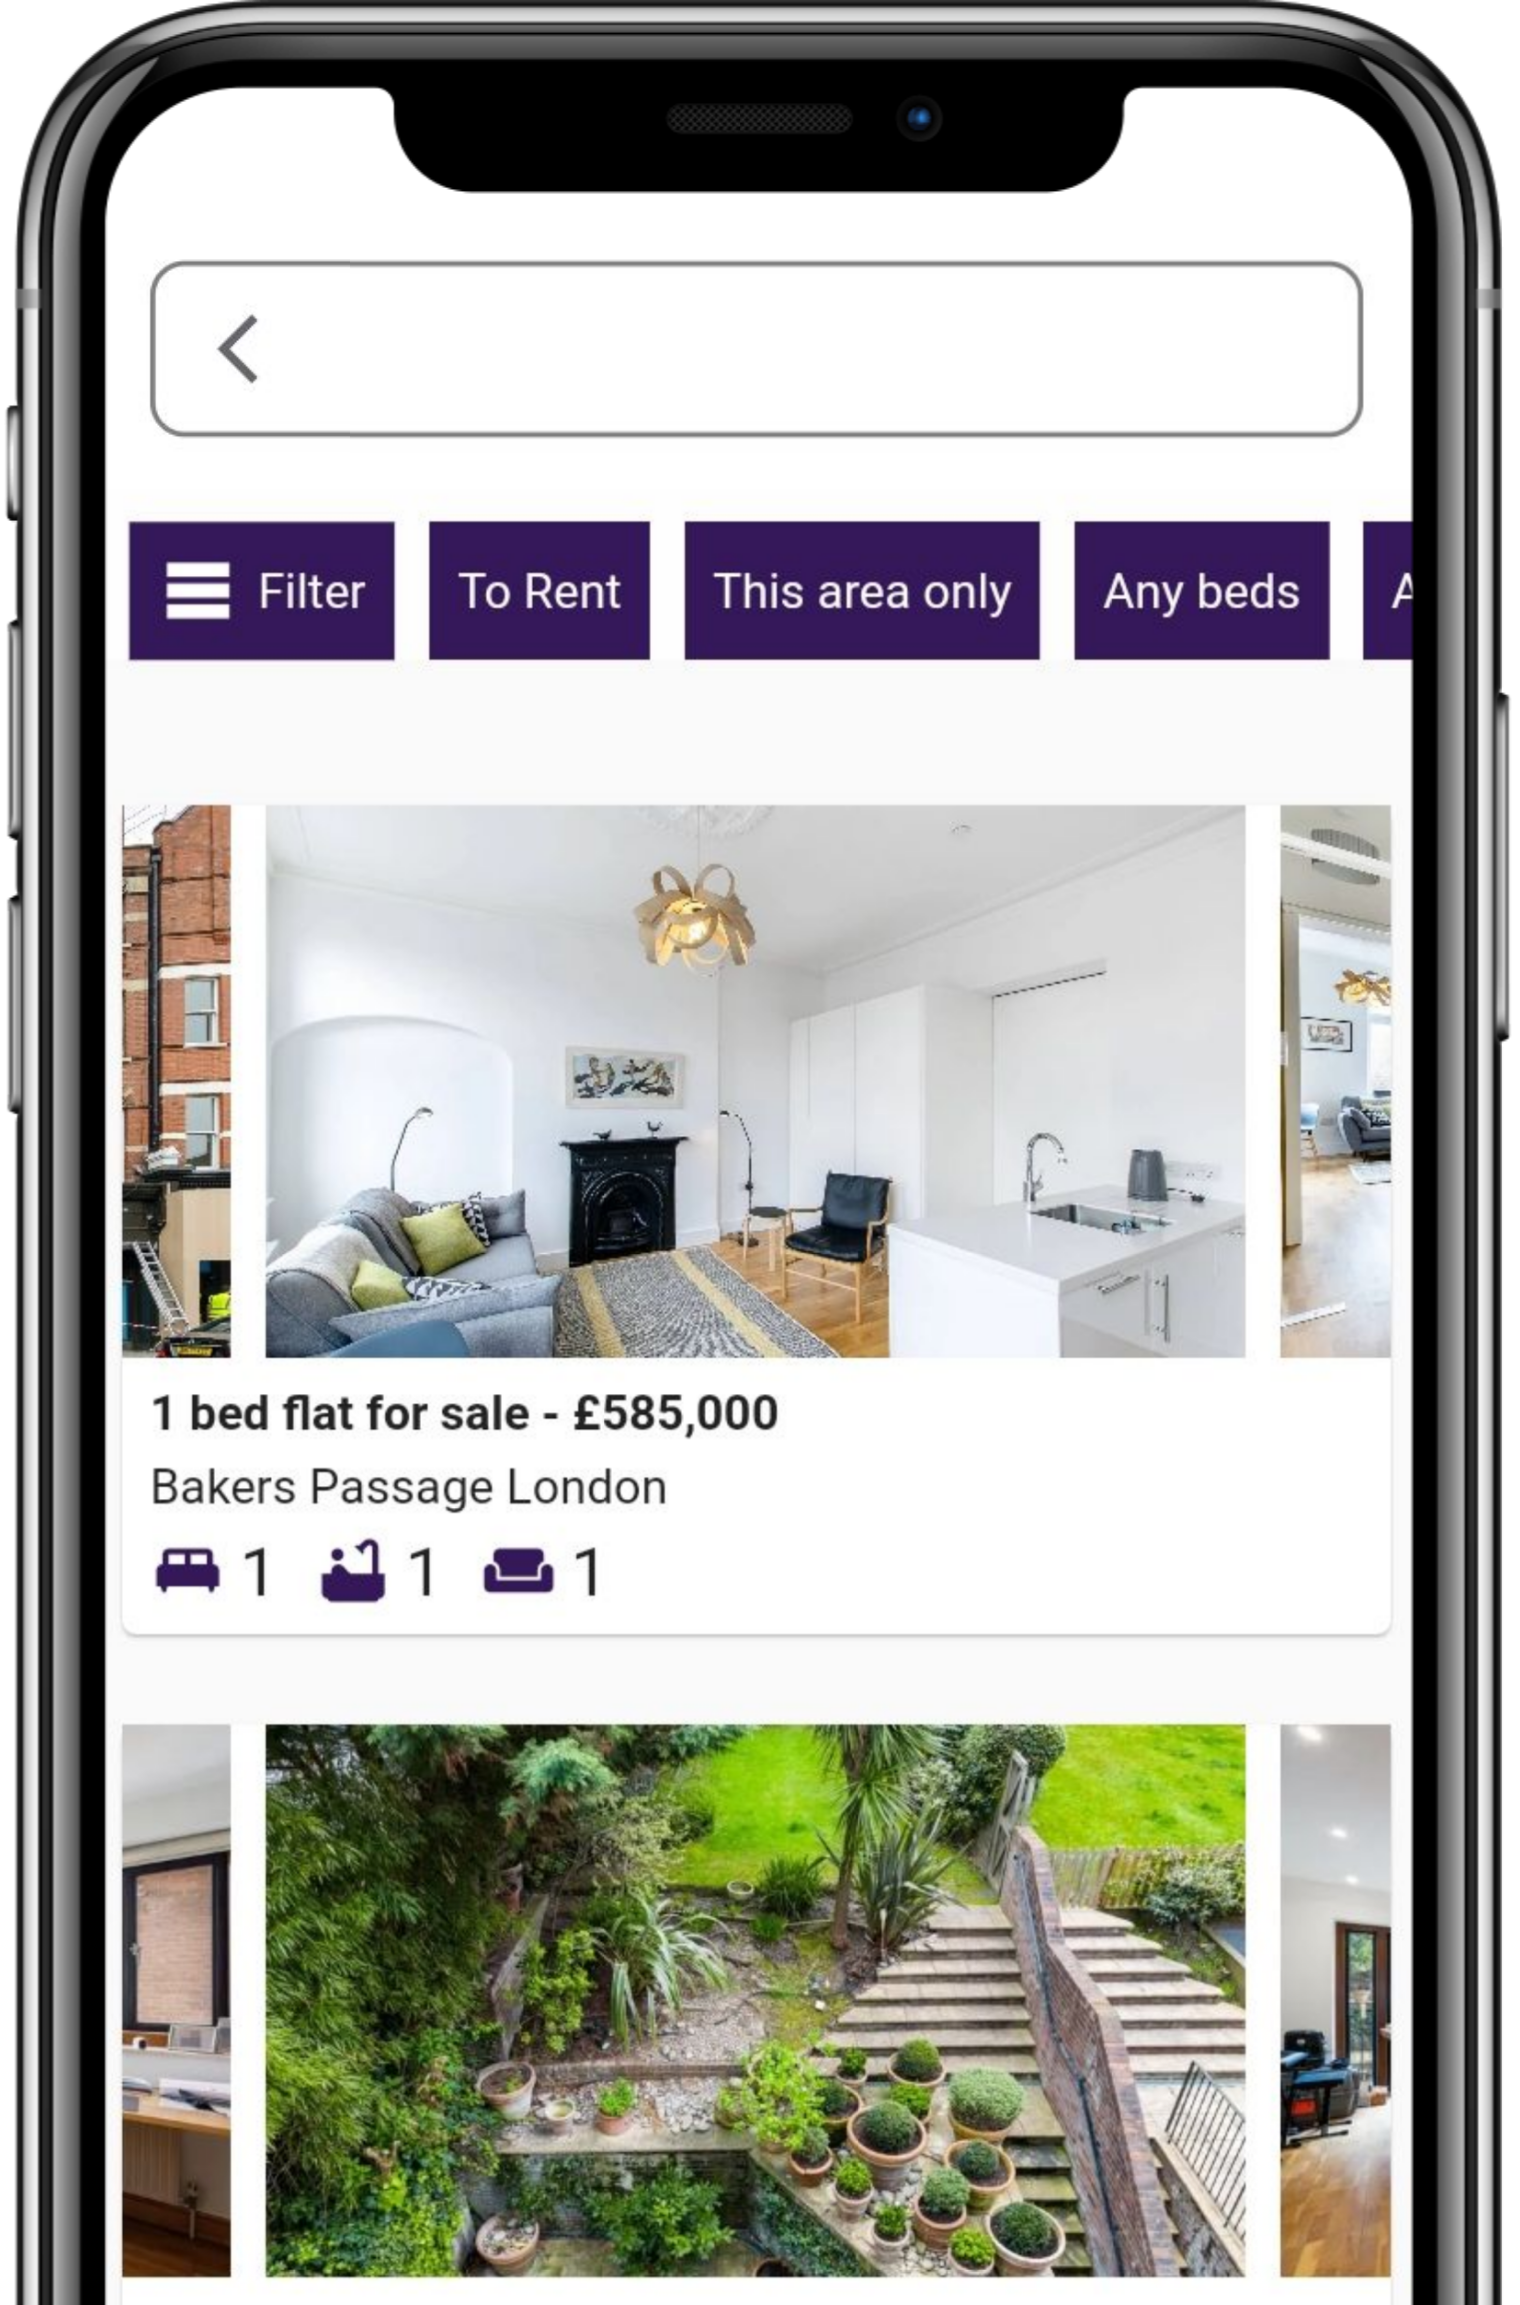 Filter
To Rent
This area only
Any beds
A
1 bed flat for sale - £585,000
Bakers Passage London
1
1
1